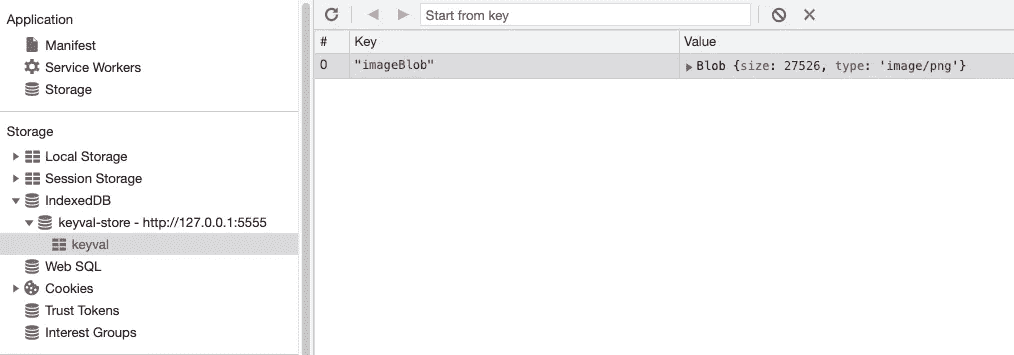 Application
Manifest
Service Workers
Storage
Storage
Local Storage
Session Storage
IndexedDB
keyval-store - http://127.0.0.1:5555
keyval
Web SQL
Cookies
Trust Tokens
Interest Groups
Start from key
# Key Value
0 "imageBlob" Blob {size: 27526, type: 'image/png'}